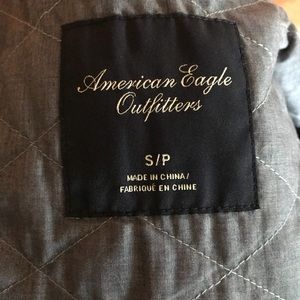 American Eagle
Outfitters
S/P
MADE IN CHINA/
FABRIQUÉ EN CHINE